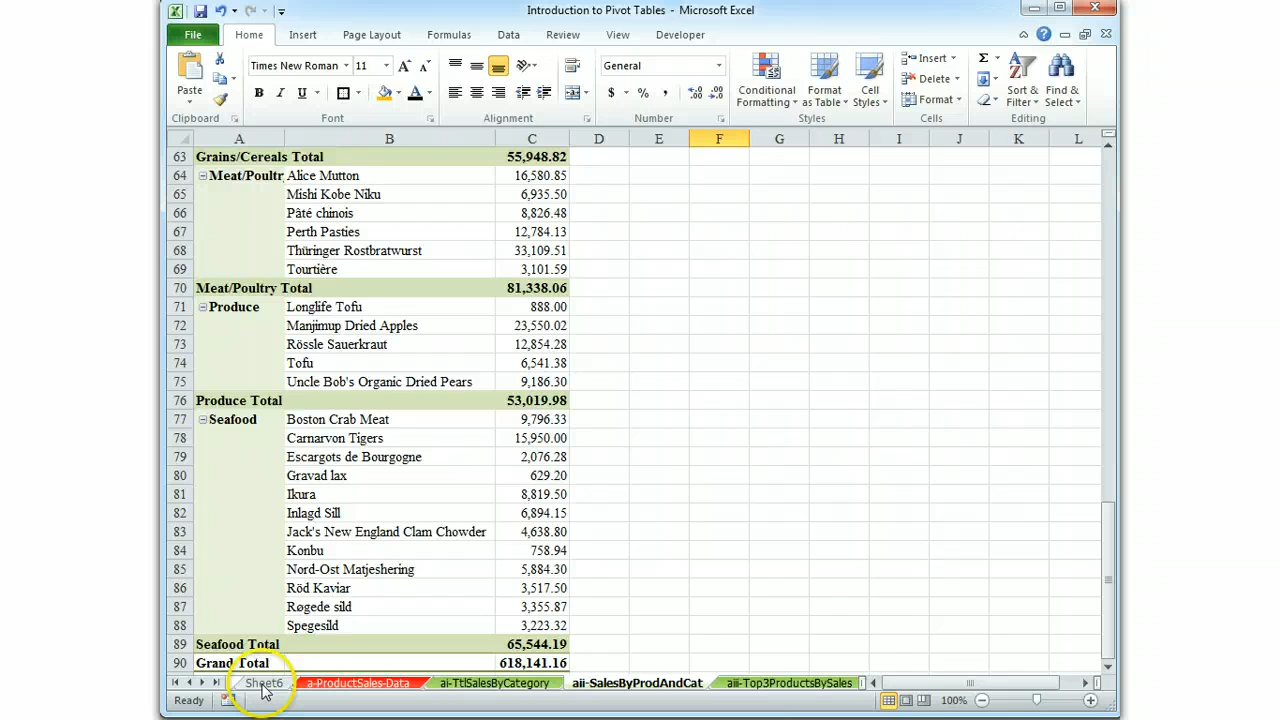 Introduction to Pivot Tables - Microsoft Excel
File Home Insert Page Layout Formulas Data Review View Developer
Times New Roman 11 General Insert Σ
Paste B I U $ % , Conditional Formatting Format as Table Cell Styles Delete Format Sort & Filter Find & Select
Clipboard Font Alignment Number Styles Cells Editing
A B C D E F G H I J K L
63 Grains/Cereals Total 55,948.82
64 Meat/Poultry Alice Mutton 16,580.85
65 Mishi Kobe Niku 6,935.50
66 Pâté chinois 8,826.48
67 Perth Pasties 12,784.13
68 Thüringer Rostbratwurst 33,109.51
69 Tourtière 3,101.59
70 Meat/Poultry Total 81,338.06
71 Produce Longlife Tofu 888.00
72 Manjimup Dried Apples 23,550.02
73 Rössle Sauerkraut 12,854.28
74 Tofu 6,541.38
75 Uncle Bob's Organic Dried Pears 9,186.30
76 Produce Total 53,019.98
77 Seafood Boston Crab Meat 9,796.33
78 Carnarvon Tigers 15,950.00
79 Escargots de Bourgogne 2,076.28
80 Gravad lax 629.20
81 Ikura 8,819.50
82 Inlagd Sill 6,894.15
83 Jack's New England Clam Chowder 4,638.80
84 Konbu 758.94
85 Nord-Ost Matjeshering 5,884.30
86 Röd Kaviar 3,517.50
87 Røgede sild 3,355.87
88 Spegesild 3,223.32
89 Seafood Total 65,544.19
90 Grand Total 618,141.16
Sheet6 a-ProductSales-Data ai-TtlSalesByCategory aii-SalesByProdAndCat aiii-Top3ProductsBySales
Ready 100%